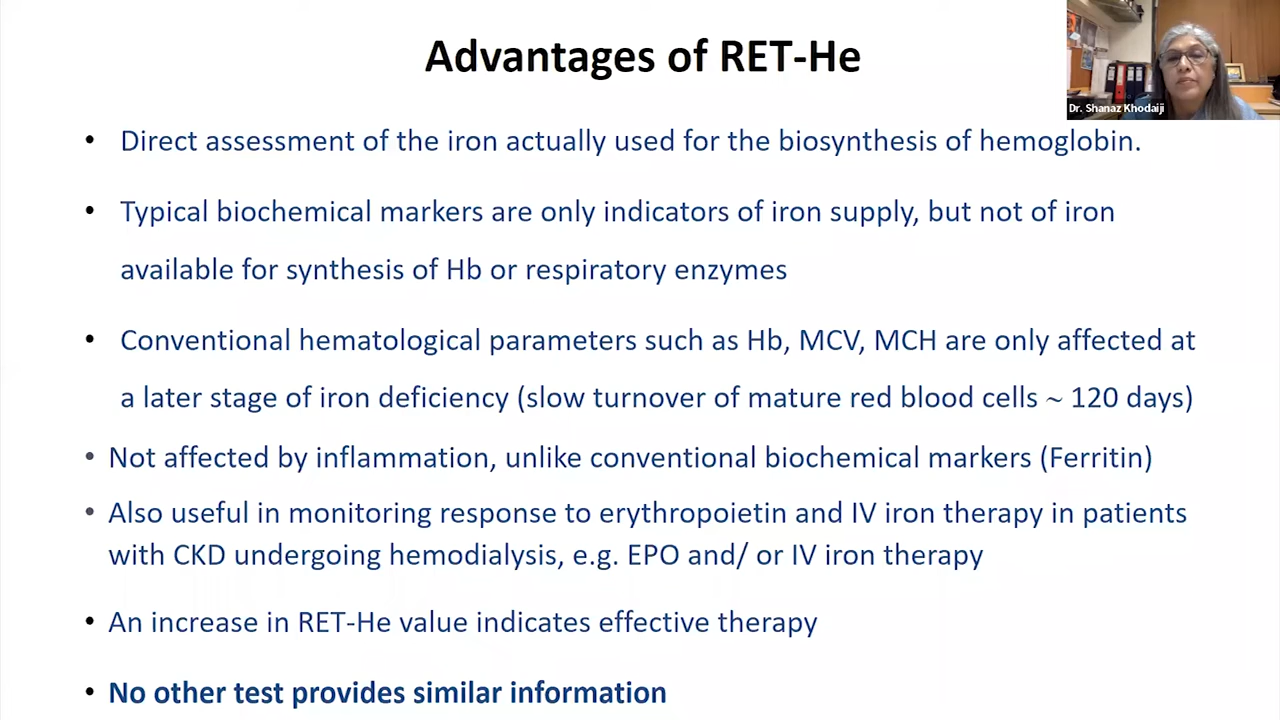 Advantages of RET-He
Dr. Shanaz Khodaiji
• Direct assessment of the iron actually used for the biosynthesis of hemoglobin.
• Typical biochemical markers are only indicators of iron supply, but not of iron
available for synthesis of Hb or respiratory enzymes
• Conventional hematological parameters such as Hb, MCV, MCH are only affected at
a later stage of iron deficiency (slow turnover of mature red blood cells ~ 120 days)
• Not affected by inflammation, unlike conventional biochemical markers (Ferritin)
• Also useful in monitoring response to erythropoietin and IV iron therapy in patients
with CKD undergoing hemodialysis, e.g. EPO and/ or IV iron therapy
• An increase in RET-He value indicates effective therapy
• No other test provides similar information